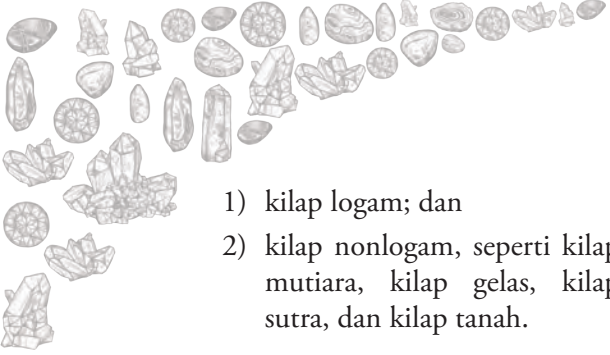 1) kilap logam; dan
2) kilap nonlogam, seperti kilap
mutiara, kilap gelas, kilap
sutra, dan kilap tanah.